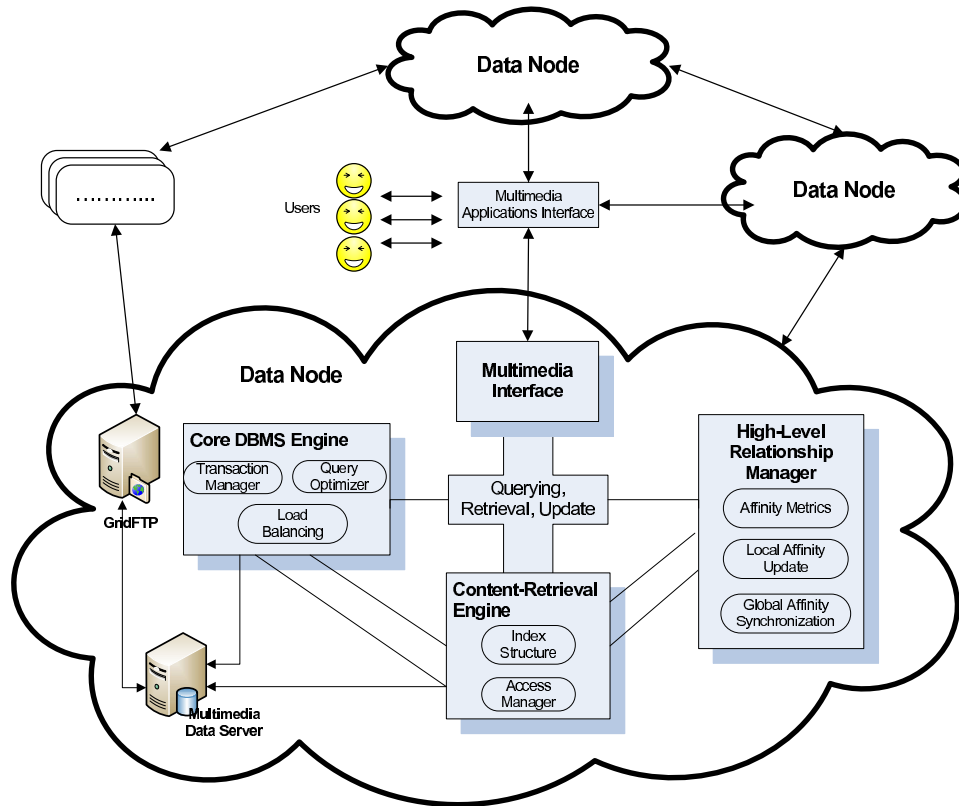 Data Node
Data Node
............
Users
Multimedia
Applications Interface
Data Node
Multimedia
Interface
Core DBMS Engine
Transaction
Manager
Query
Optimizer
Load
Balancing
Querying,
Retrieval, Update
High-Level
Relationship
Manager
Affinity Metrics
Local Affinity
Update
Global Affinity
Synchronization
GridFTP
Content-Retrieval
Engine
Index
Structure
Access
Manager
Multimedia
Data Server